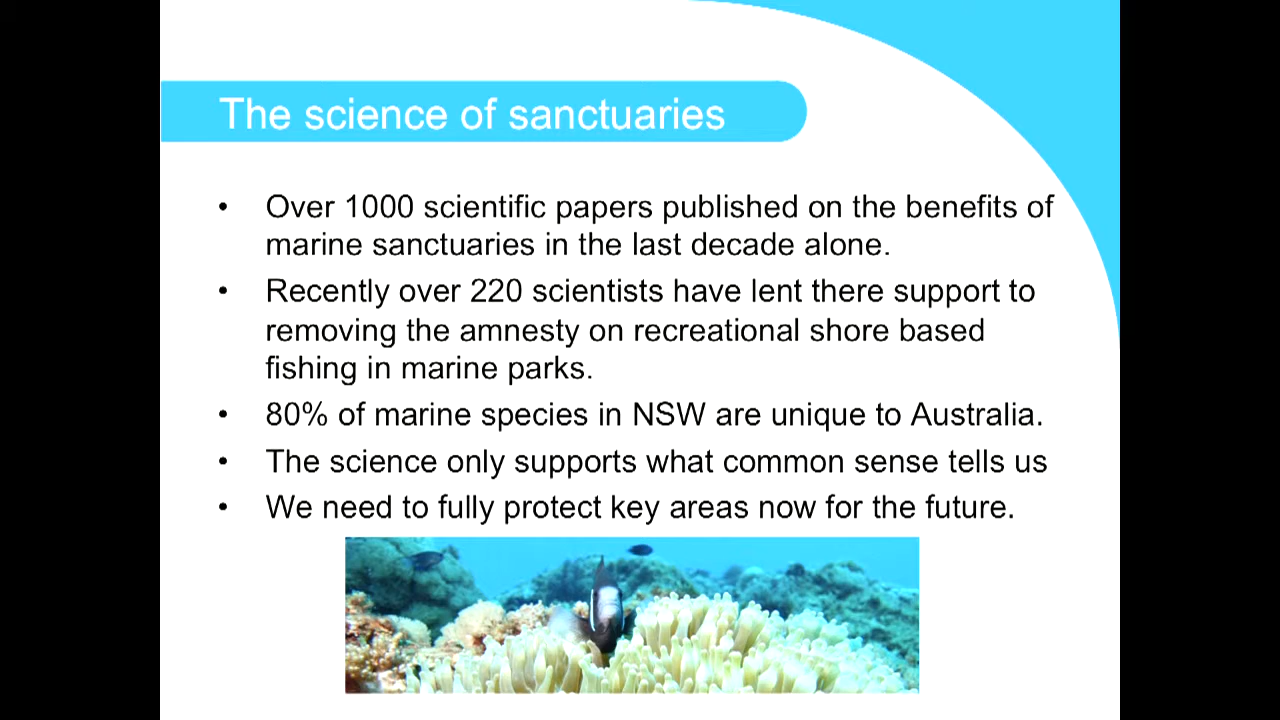 The science of sanctuaries
• Over 1000 scientific papers published on the benefits of
marine sanctuaries in the last decade alone.
• Recently over 220 scientists have lent there support to
removing the amnesty on recreational shore based
fishing in marine parks.
• 80% of marine species in NSW are unique to Australia.
• The science only supports what common sense tells us
• We need to fully protect key areas now for the future.